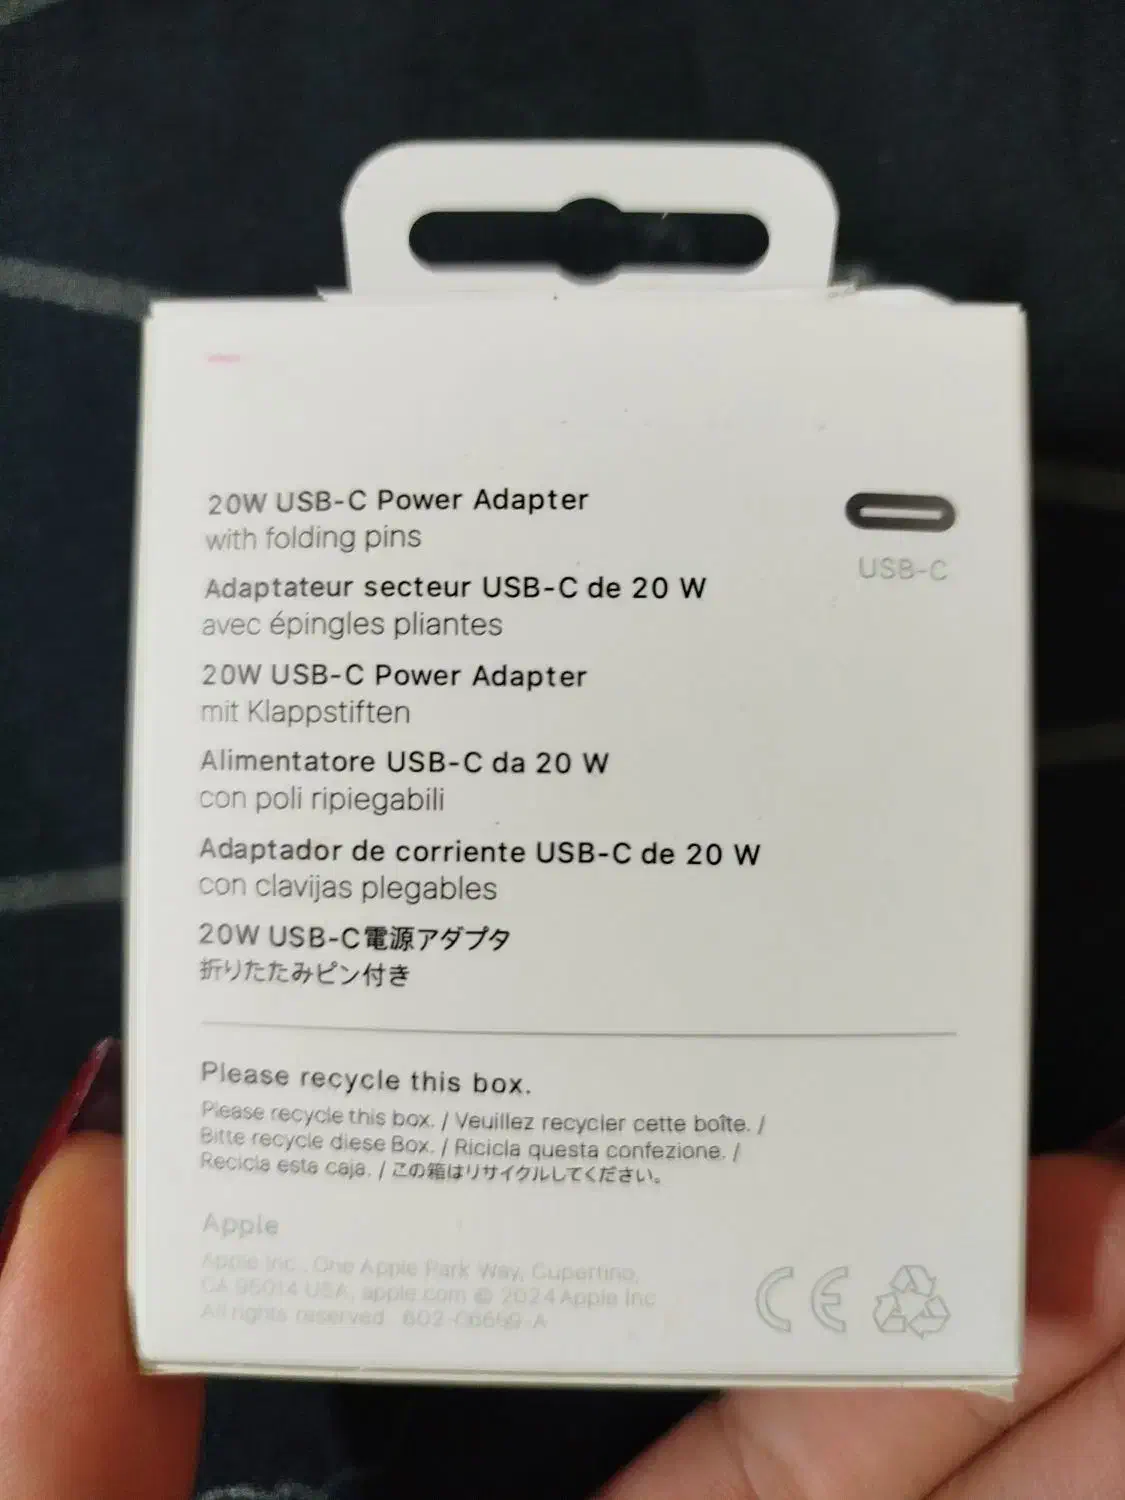 20W USB-C Power Adapter
with folding pins
USB-C
Adaptateur secteur USB-C de 20 W
avec épingles pliantes
20W USB-C Power Adapter
mit Klappstiften
Alimentatore USB-C da 20 W
con poli ripiegabili
Adaptador de corriente USB-C de 20 W
con clavijas plegables
20W USB-C電源アダプタ
折りたたみピン付き
Please recycle this box.
Please recycle this box. / Veuillez recycler cette boîte. /
Bitte recycle diese Box. / Ricicla questa confezione. /
Recicla esta caja. / この箱はリサイクルしてください。
Apple
Apple Inc., One Apple Park Way, Cupertino,
CA 95014 USA, apple.com © 2024 Apple Inc
All rights reserved.
CE